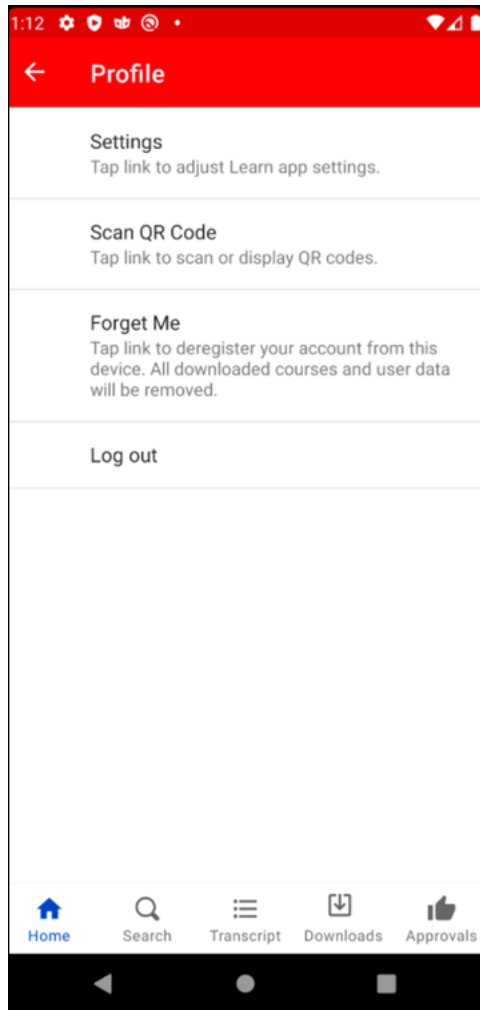 1:12
Profile
Settings
Tap link to adjust Learn app settings.
Scan QR Code
Tap link to scan or display QR codes.
Forget Me
Tap link to deregister your account from this
device. All downloaded courses and user data
will be removed.
Log out
Home Search Transcript Downloads Approvals